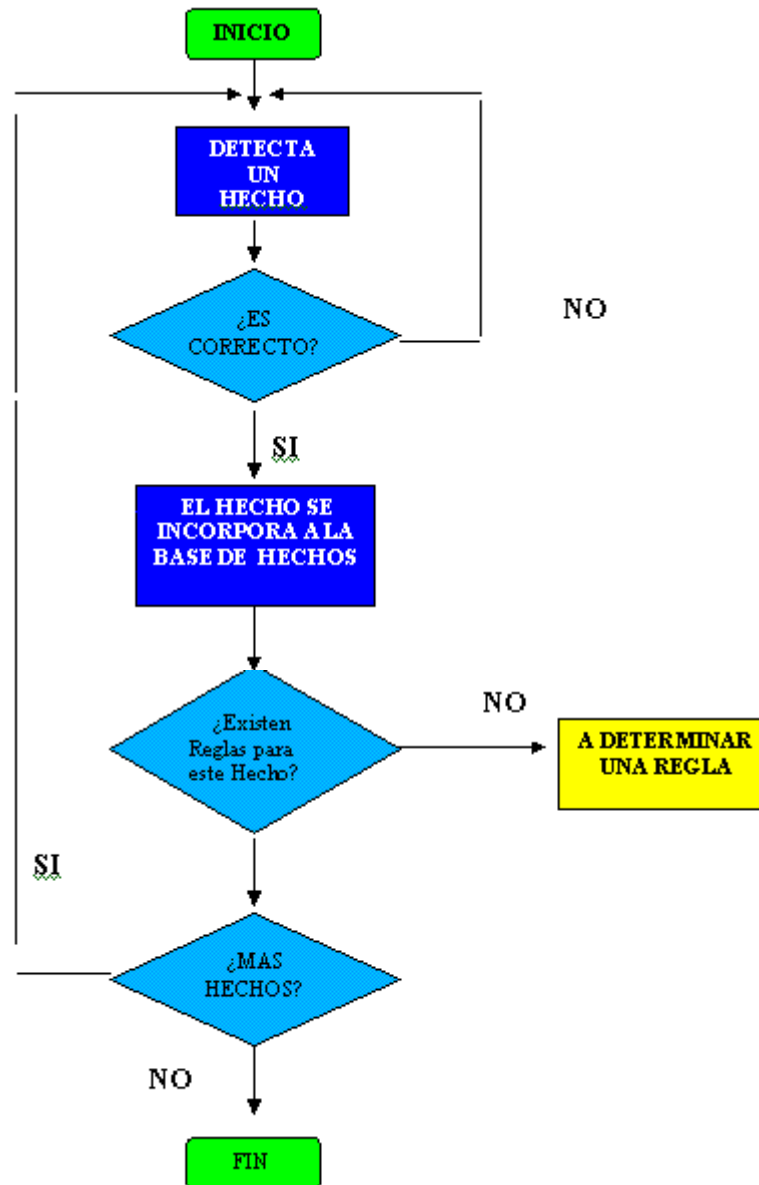 INICIO
DETECTA
UN
HECHO
¿ES
CORRECTO?
NO
SI
EL HECHO SE
INCORPORA A LA
BASE DE HECHOS
¿Existen
Reglas para
este Hecho?
NO
A DETERMINAR
UNA REGLA
SI
¿MAS
HECHOS?
NO
FIN